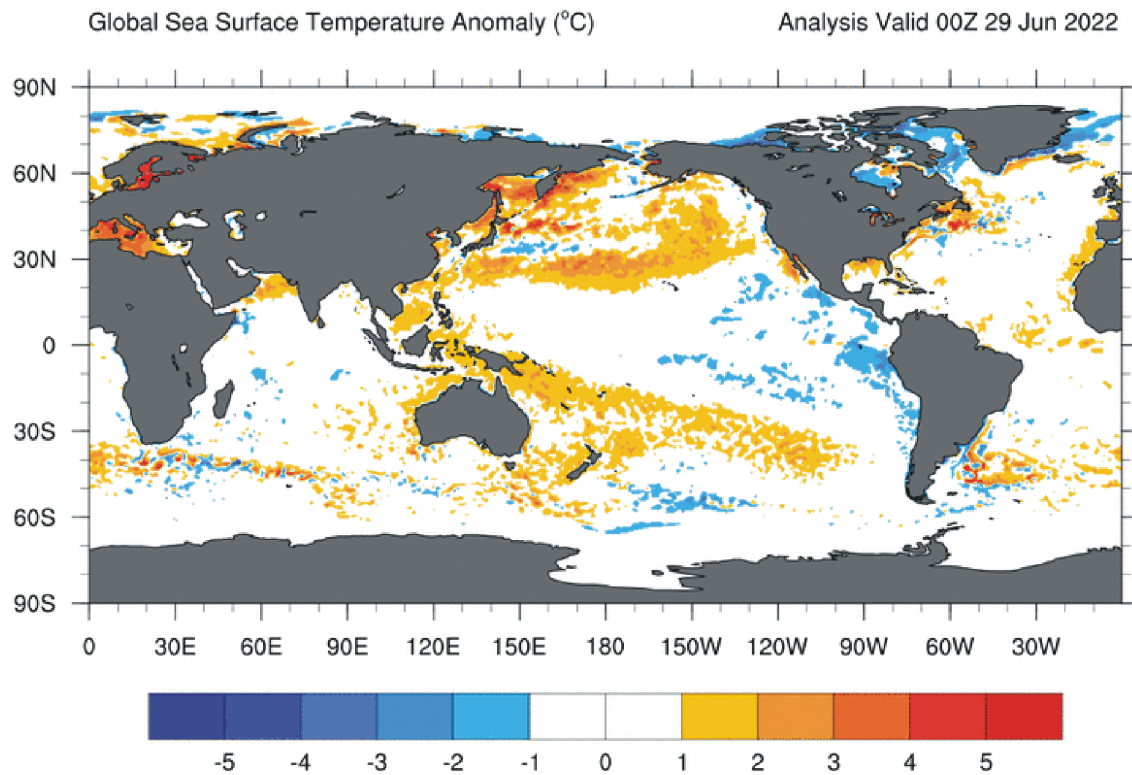 Global Sea Surface Temperature Anomaly (°C) Analysis Valid 00Z 29 Jun 2022
90N
60N
30N
0
30S
60S
90S
0 30E 60E 90E 120E 150E 180 150W 120W 90W 60W 30W
-5 -4 -3 -2 -1 0 1 2 3 4 5